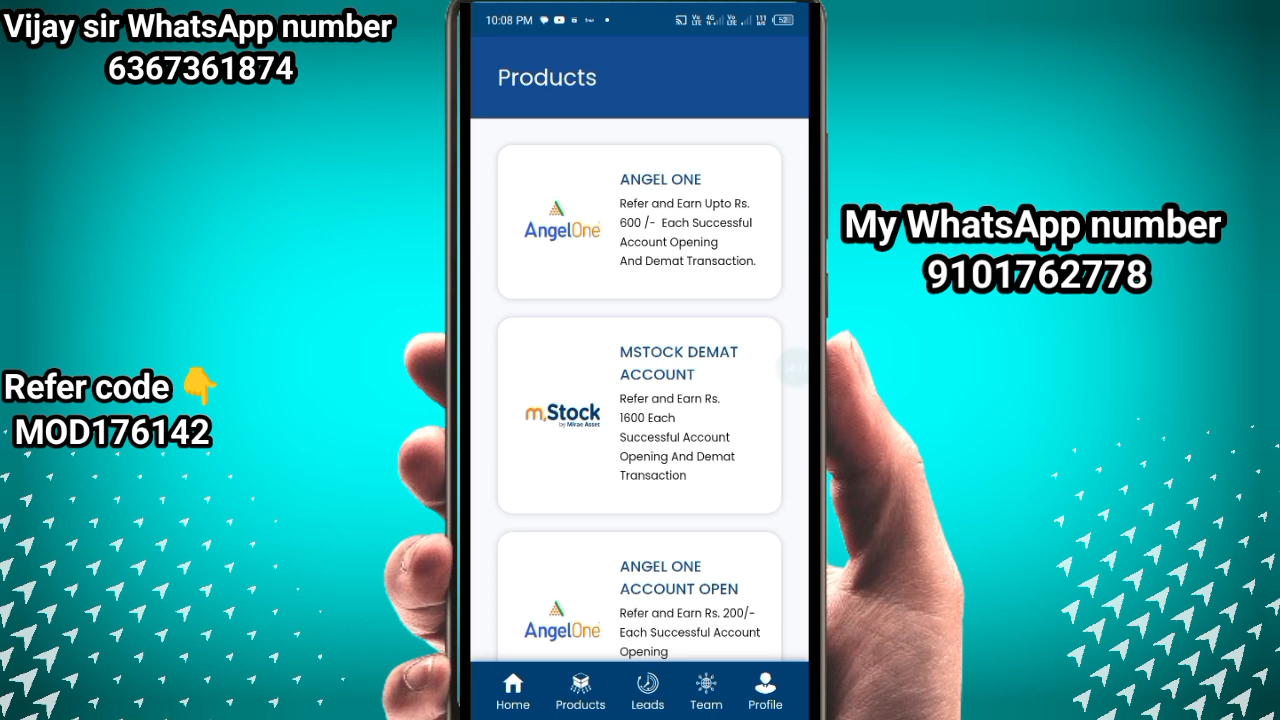 Vijay sir WhatsApp number
6367361874
10:08 PM
Products
ANGEL ONE
Refer and Earn Upto Rs.
600 /- Each Successful
Account Opening
And Demat Transaction.
AngelOne
MSTOCK DEMAT
ACCOUNT
Refer and Earn Rs.
1600 Each
Successful Account
Opening And Demat
Transaction
m.Stock
by Mirae Asset
ANGEL ONE
ACCOUNT OPEN
Refer and Earn Rs. 200/-
Each Successful Account
Opening
AngelOne
Home Products Leads Team Profile
My WhatsApp number
9101762778
Refer code 👇
MOD176142